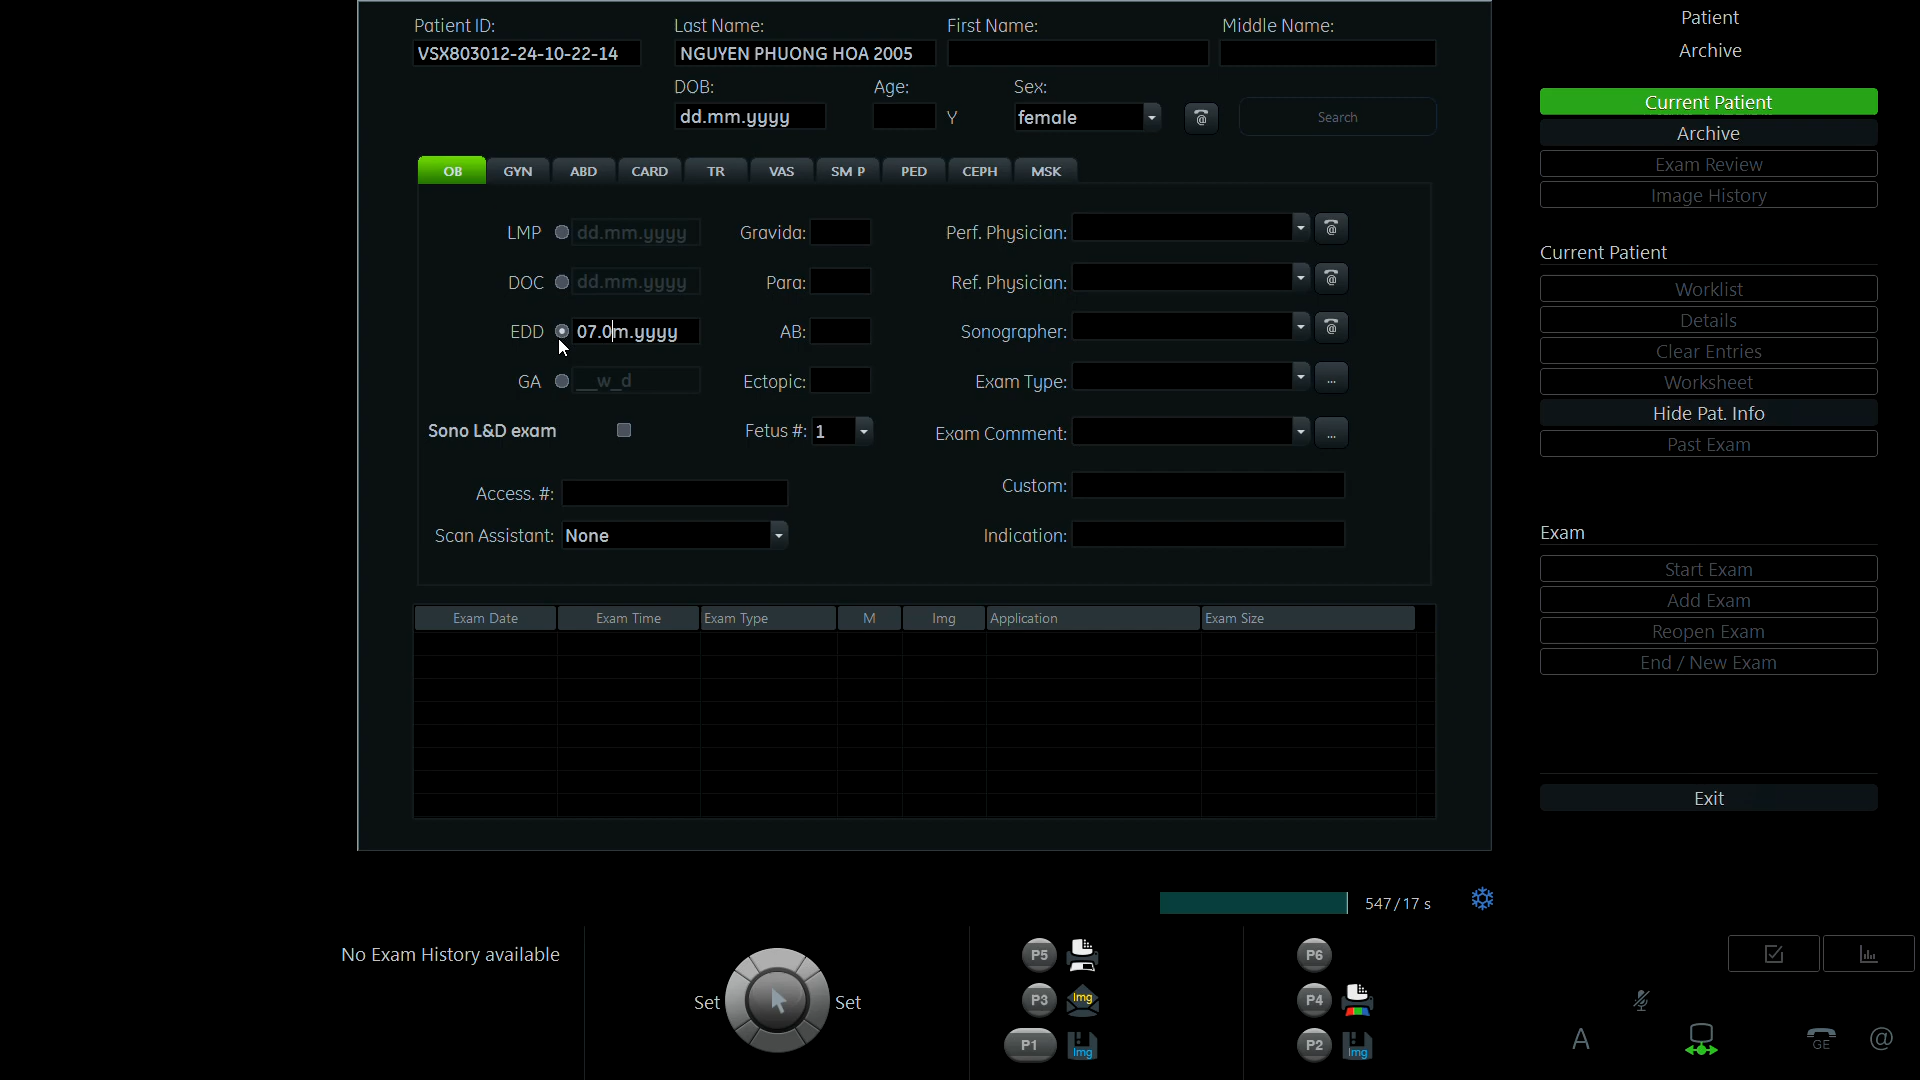 Patient ID: Last Name: First Name: Middle Name:
VSX803012-24-10-22-14 NGUYEN PHUONG HOA 2005
DOB: Age: Sex:
dd.mm.yyyy Y female Search
OB GYN ABD CARD TR VAS SM P PED CEPH MSK
LMP dd.mm.yyyy Gravida: Perf. Physician:
DOC dd.mm.yyyy Para: Ref. Physician:
EDD 07.0m.yyyy AB: Sonographer:
GA __w_d Ectopic: Exam Type: ...
Sono L&D exam Fetus #: 1 Exam Comment: ...
Access. #: Custom:
Scan Assistant: None Indication:
Exam Date Exam Time Exam Type M Img Application Exam Size
547/17 s
No Exam History available
Set Set
P5 P6
P3 Img P4
P1 Img P2 Img
Patient
Archive
Current Patient
Archive
Exam Review
Image History
Current Patient
Worklist
Details
Clear Entries
Worksheet
Hide Pat. Info
Past Exam
Exam
Start Exam
Add Exam
Reopen Exam
End / New Exam
Exit
A GE @